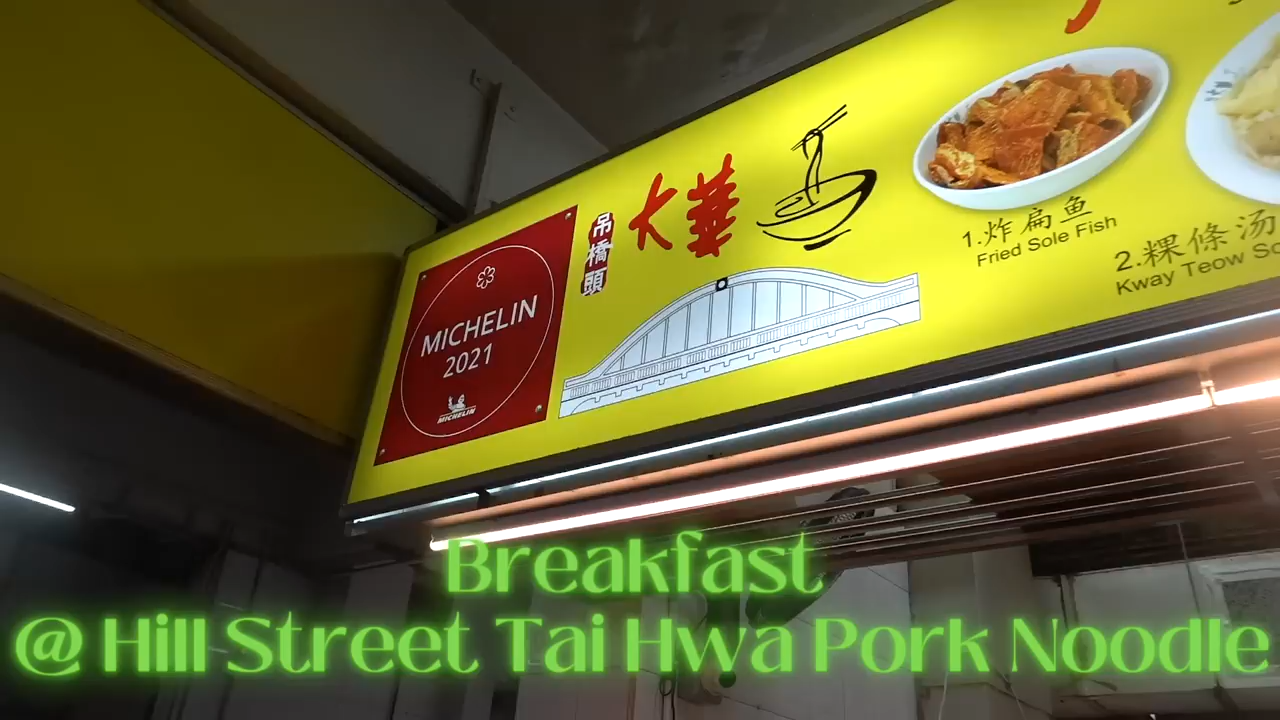 MICHELIN
2021
MICHELIN
吊橋頭
大華
1.炸扁鱼
Fried Sole Fish
2.粿條汤
Kway Teow So
Breakfast
@ Hill Street Tai Hwa Pork Noodle